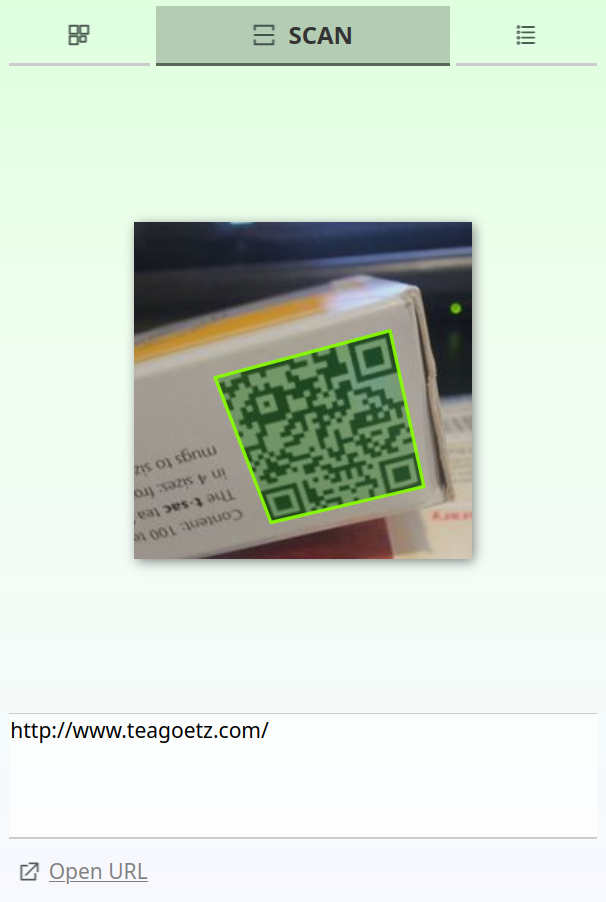 SCAN
mugs to siz
in 4 sizes: fro
The t-sac tea
Content: 100 te
http://www.teagoetz.com/
Open URL